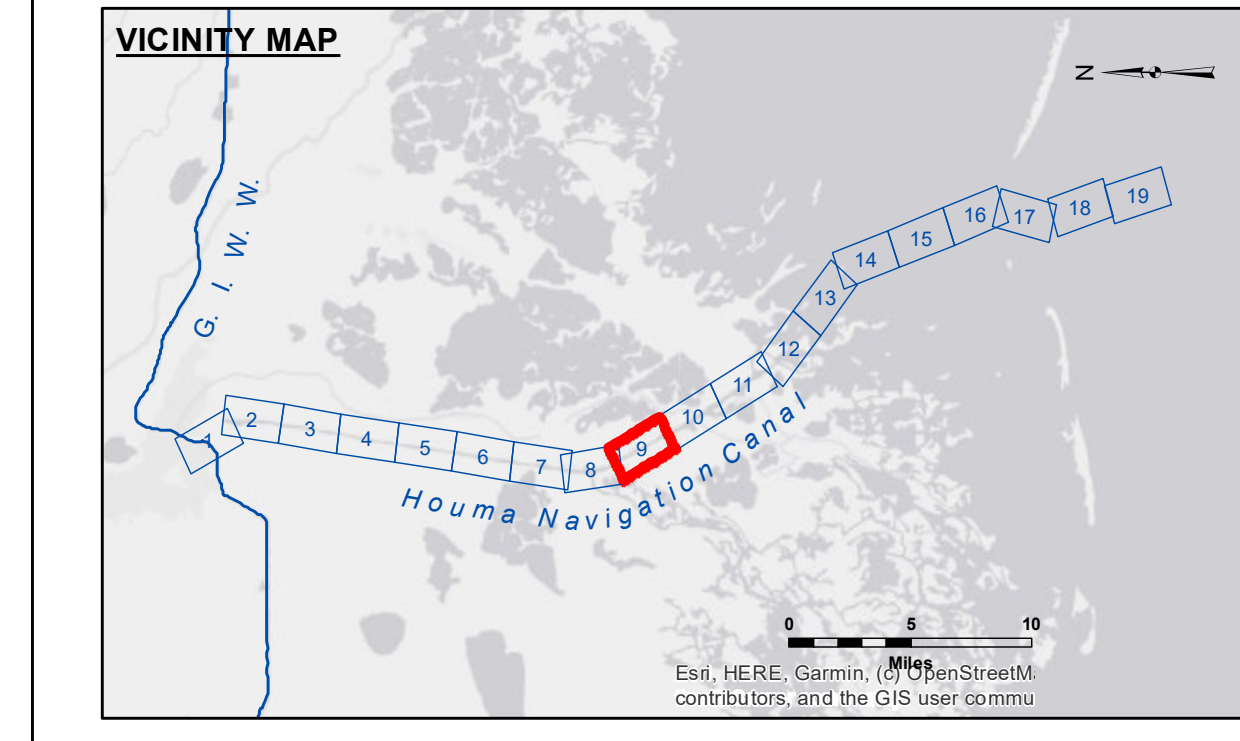 VICINITY MAP
N
G. I. W. W.
1
2
3
4
5
6
7
8
9
10
11
12
13
14
15
16
17
18
19
Houma Navigation Canal
0 5 10
Miles
Esri, HERE, Garmin, (c) OpenStreetM
contributors, and the GIS user commu